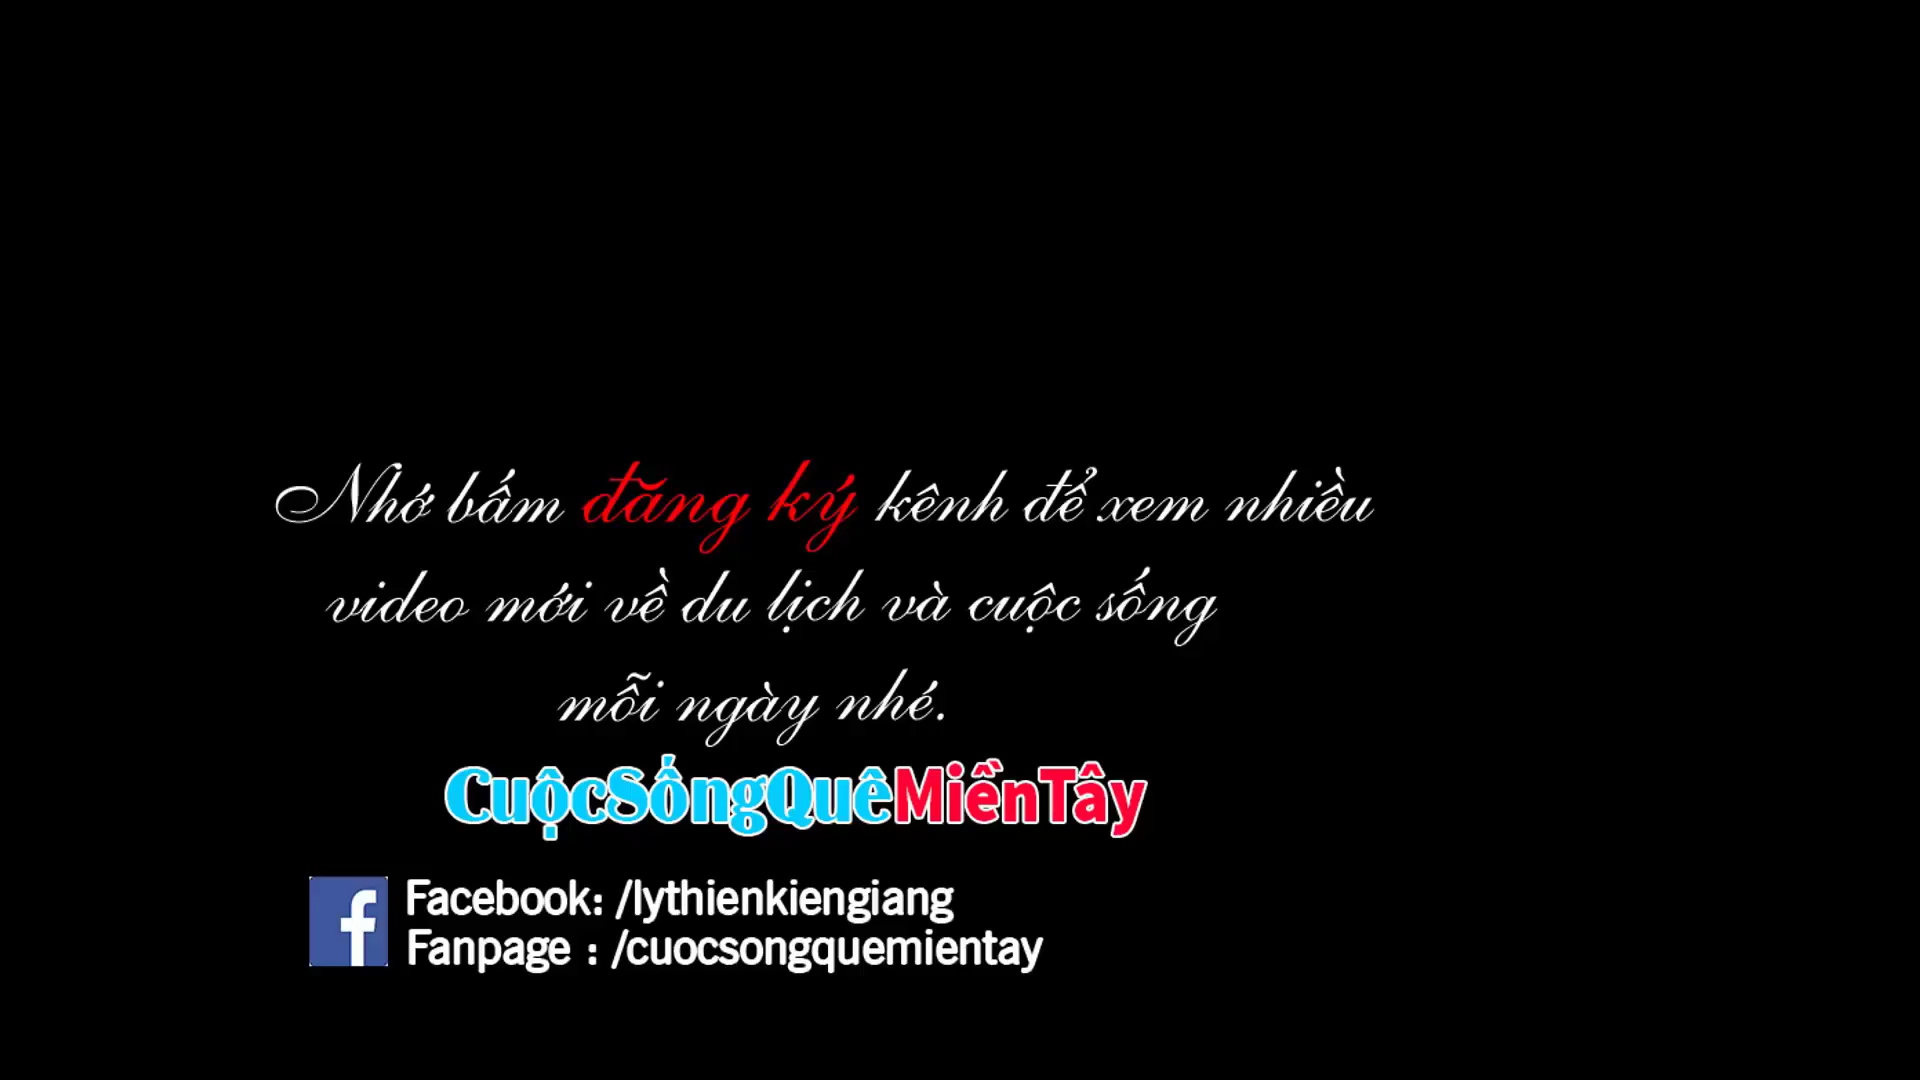 Nhớ bấm đăng ký kênh để xem nhiều
video mới về du lịch và cuộc sống
mỗi ngày nhé.
CuộcSốngQuêMiềnTây
Facebook: /lythienkiengiang
Fanpage : /cuocsongquemientay